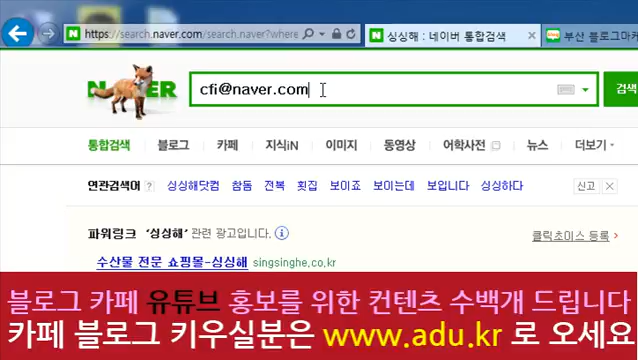 https://search.naver.com/search.naver?where
싱싱해 : 네이버 통합검색
부산 블로그마케
NAVER
cfi@naver.com
검색
통합검색 블로그 카페 지식iN 이미지 동영상 어학사전 뉴스 더보기
연관검색어 ? 싱싱해닷컴 참돔 전복 횟집 보이죠 보이는데 보입니다 싱싱하다 신고
파워링크 '싱싱해' 관련 광고입니다. 클릭초이스 등록
수산물 전문 쇼핑몰-싱싱해 singsinghe.co.kr
블로그 카페 유튜브 홍보를 위한 컨텐츠 수백개 드립니다
카페 블로그 키우실분은 www.adu.kr 로 오세요